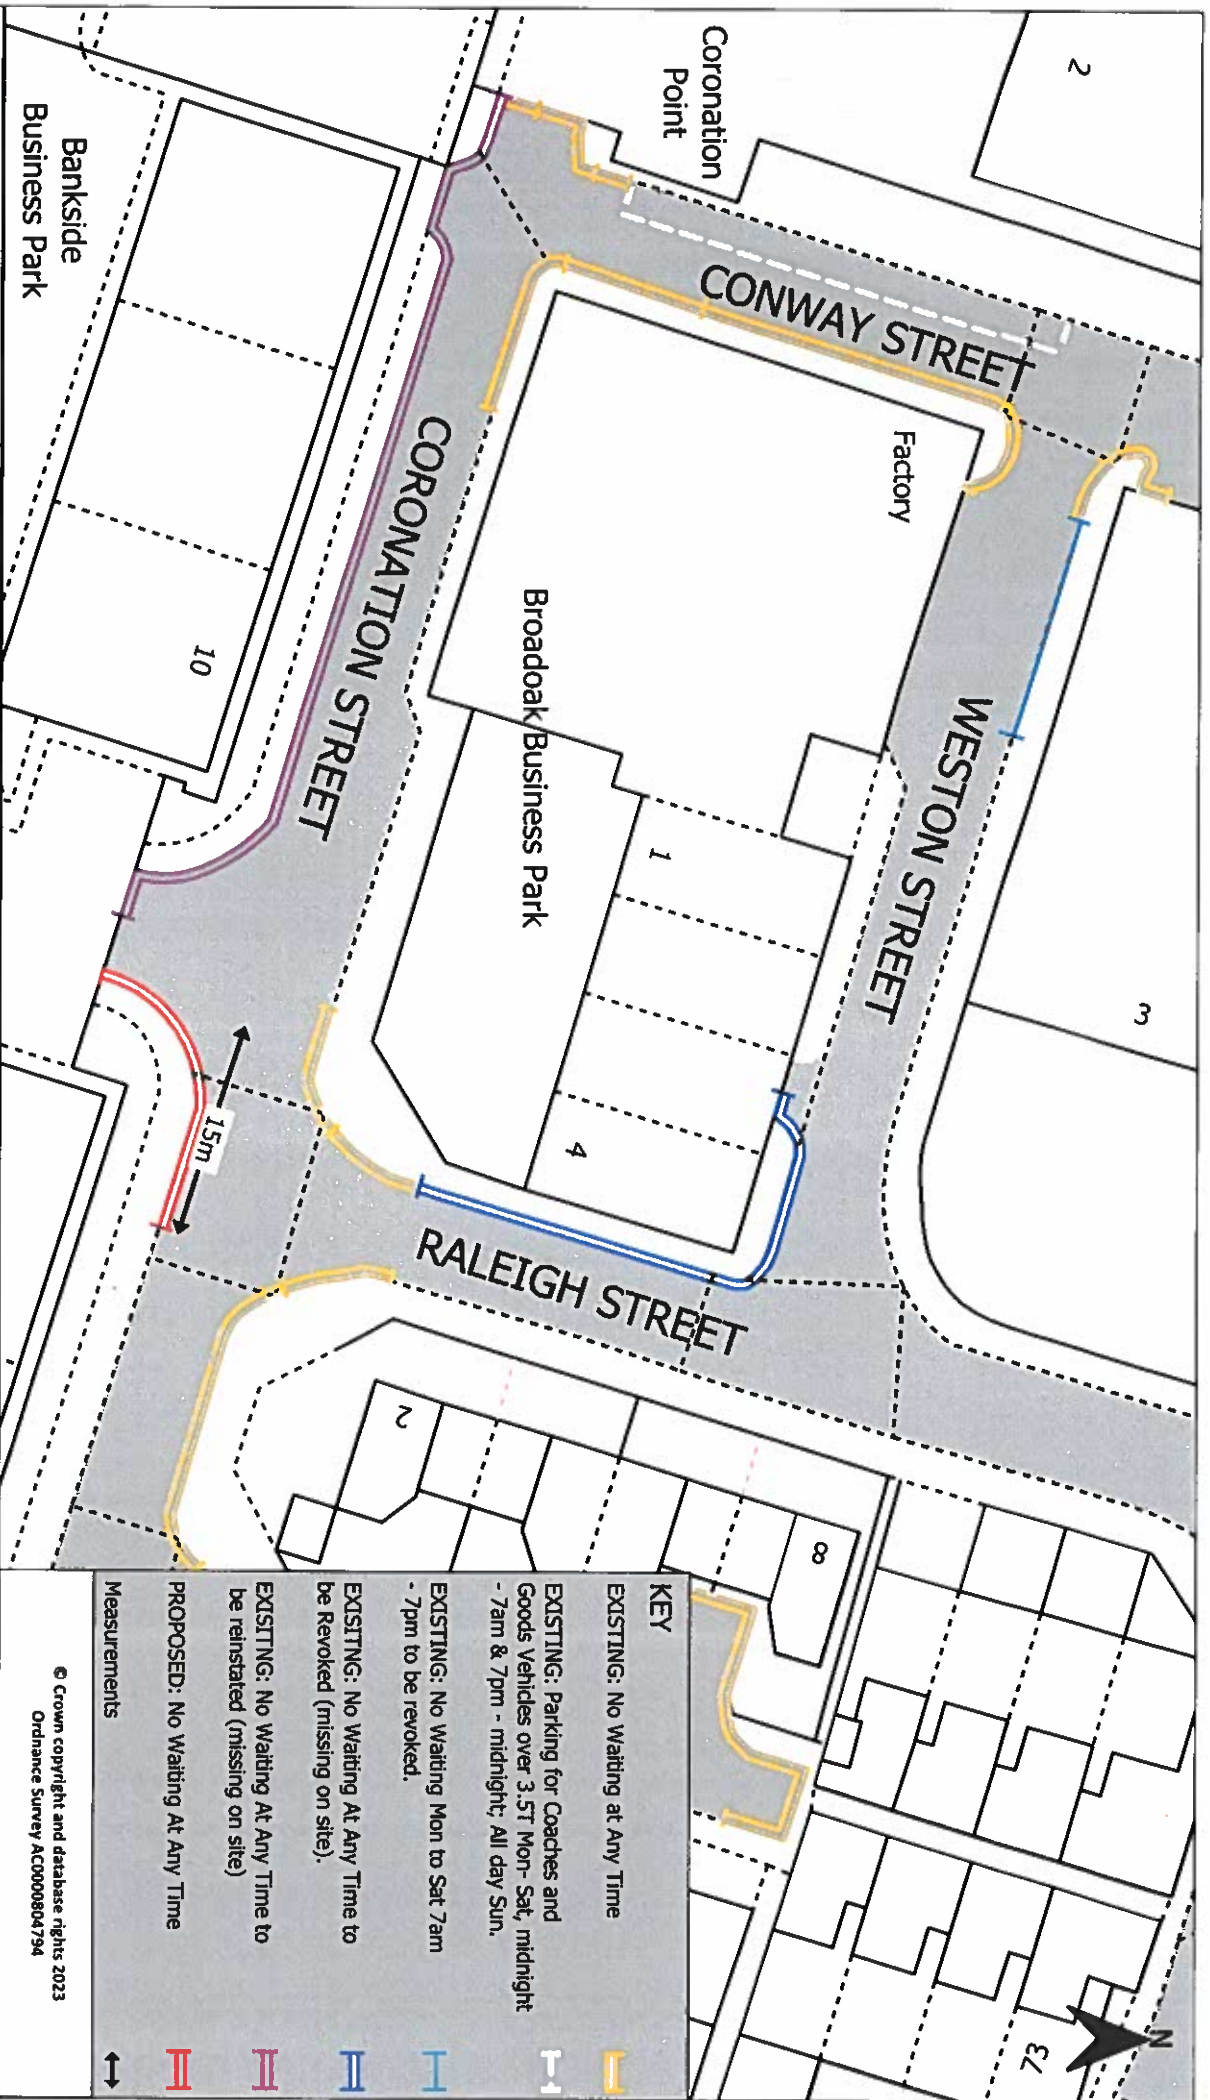 2
Coronation
Point
CONWAY STREET
Factory
WESTON STREET
3
Bankside
Business Park
10
CORONATION STREET
Broadoak Business Park
1
4
15m
RALEIGH STREET
2
8
73
N
KEY
EXISTING: No Waiting at Any Time
EXISTING: Parking for Coaches and
Goods Vehicles over 3.5T Mon- Sat, midnight
- 7am & 7pm - midnight; All day Sun.
EXISTING: No Waiting Mon to Sat 7am
- 7pm to be revoked.
EXISITNG: No Waiting At Any Time to
be Revoked (missing on site).
EXISITNG: No Waiting At Any Time to
be reinstated (missing on site)
PROPOSED: No Waiting At Any Time
Measurements
© Crown copyright and database rights 2023
Ordnance Survey AC0000804794